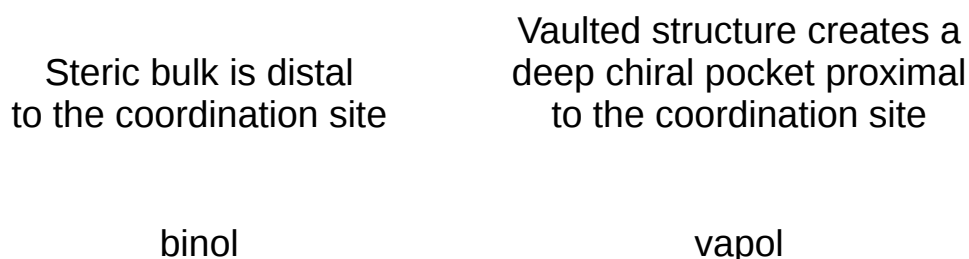 Steric bulk is distal
to the coordination site
Vaulted structure creates a
deep chiral pocket proximal
to the coordination site
binol
vapol